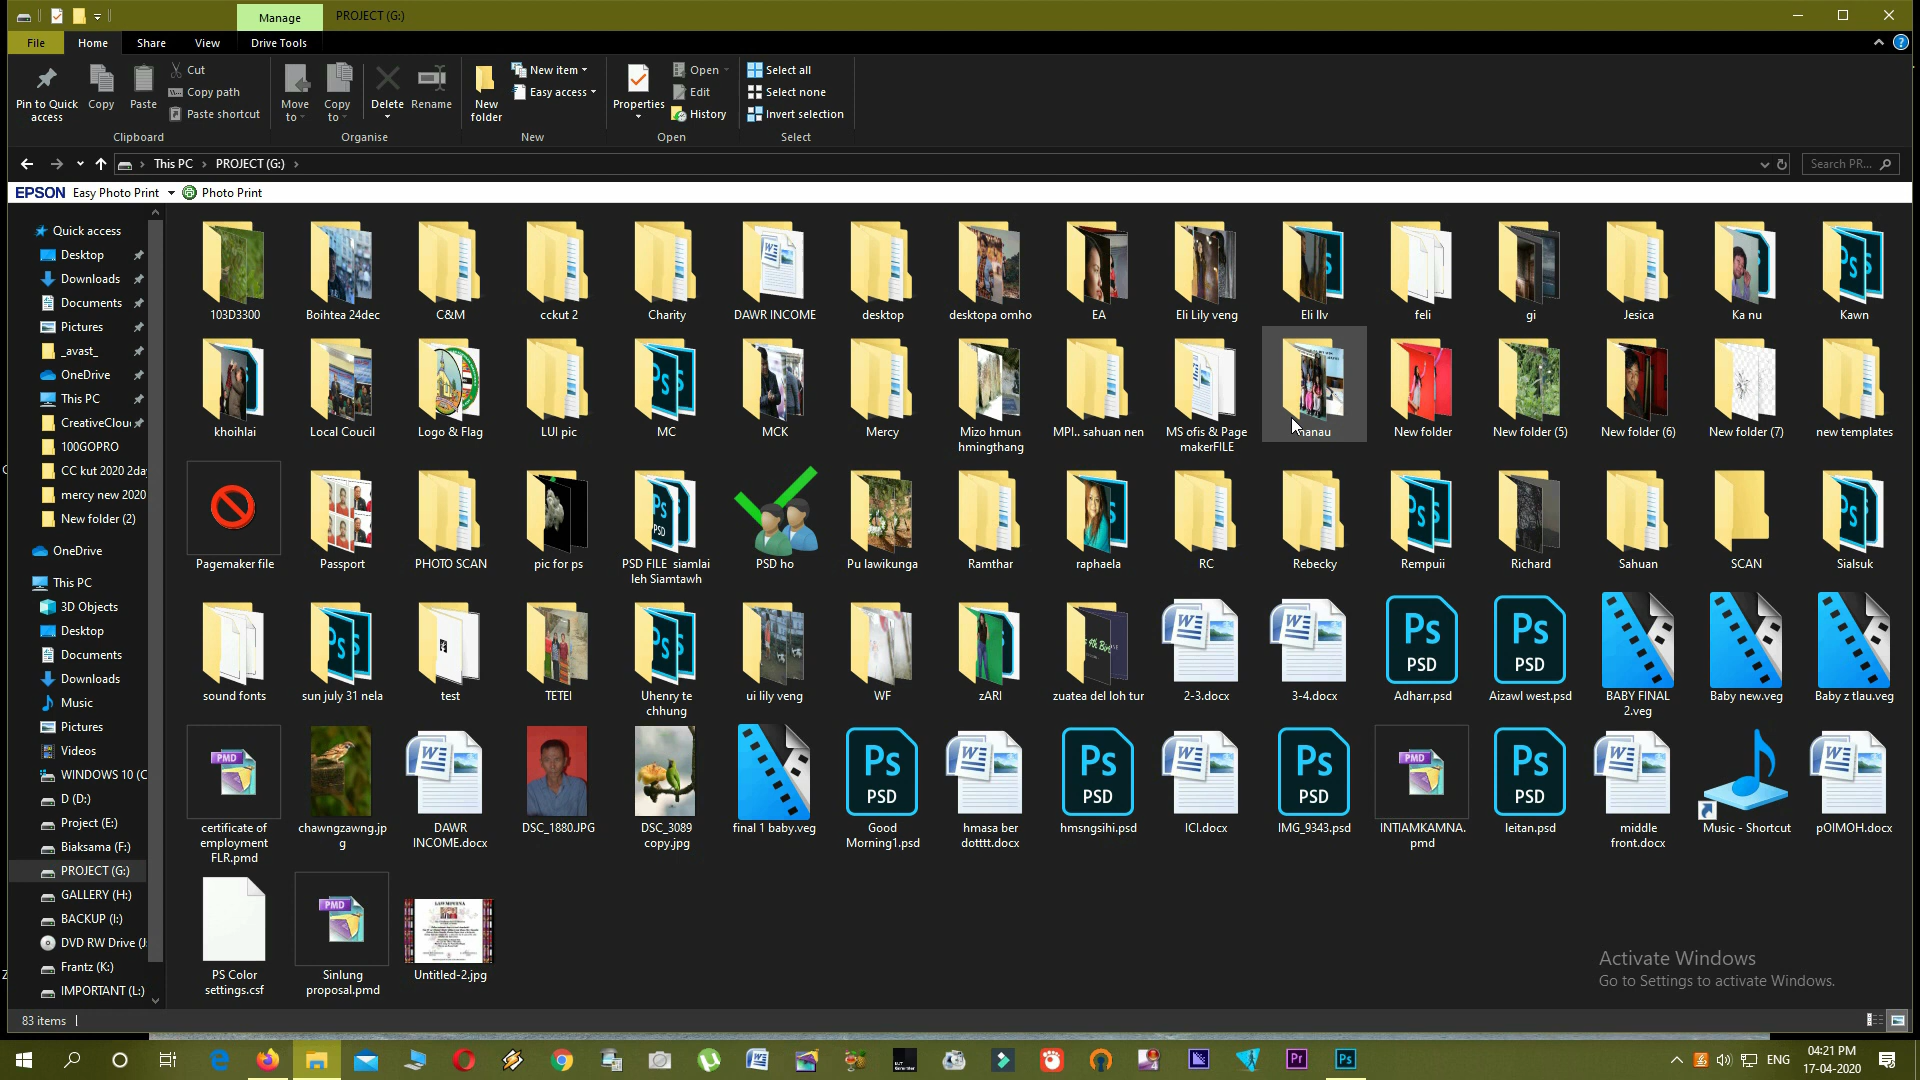 Manage
PROJECT (G:)
File
Home
Share
View
Drive Tools
Pin to Quick access
Copy
Paste
Cut
Copy path
Paste shortcut
Clipboard
Move to
Copy to
Delete
Rename
Organise
New folder
New item
Easy access
New
Properties
Open
Edit
History
Open
Select all
Select none
Invert selection
Select
This PC
PROJECT (G:)
Search PR...
EPSON Easy Photo Print
Photo Print
Quick access
Desktop
Downloads
Documents
Pictures
_avast_
OneDrive
This PC
CreativeClou
100GOPRO
CC kut 2020 2da
mercy new 2020
New folder (2)
OneDrive
This PC
3D Objects
Desktop
Documents
Downloads
Music
Pictures
Videos
WINDOWS 10 (C
D (D:)
Project (E:)
Biaksama (F:)
PROJECT (G:)
GALLERY (H:)
BACKUP (I:)
DVD RW Drive (J:
Frantz (K:)
IMPORTANT (L:)
103D3300
Boihtea 24dec
C&M
cckut 2
Charity
DAWR INCOME
desktop
desktopa omho
EA
Eli Lily veng
Eli llv
feli
gi
Jesica
Ka nu
Kawn
khoihlai
Local Coucil
Logo & Flag
LUI pic
MC
MCK
Mercy
Mizo hmun
hmingthang
MPI.. sahuan nen
MS ofis & Page
makerFILE
New folder
New folder (5)
New folder (6)
New folder (7)
new templates
Pagemaker file
Passport
PHOTO SCAN
pic for ps
PSD FILE siamlai
leh Siamtawh
PSD ho
Pu lawikunga
Ramthar
raphaela
RC
Rebecky
Rempuii
Richard
Sahuan
SCAN
Sialsuk
sound fonts
sun july 31 nela
test
TETEI
Uhenry te
chhung
ui lily veng
WF
zARI
zuatea del loh tur
2-3.docx
3-4.docx
Adharr.psd
Aizawl west.psd
BABY FINAL
2.veg
Baby new.veg
Baby z tlau.veg
certificate of
employment
FLR.pmd
chawngzawng.jp
g
DAWR
INCOME.docx
DSC_1880.JPG
DSC_3089
copy.jpg
final 1 baby.veg
Good
Morning1.psd
hmasa ber
dotttt.docx
hmsngsihi.psd
ICI.docx
IMG_9343.psd
INTIAMKAMNA.
pmd
leitan.psd
middle
front.docx
Music - Shortcut
pOIMOH.docx
PS Color
settings.csf
Sinlung
proposal.pmd
Untitled-2.jpg
Activate Windows
Go to Settings to activate Windows.
83 items
ENG
04:21 PM
17-04-2020